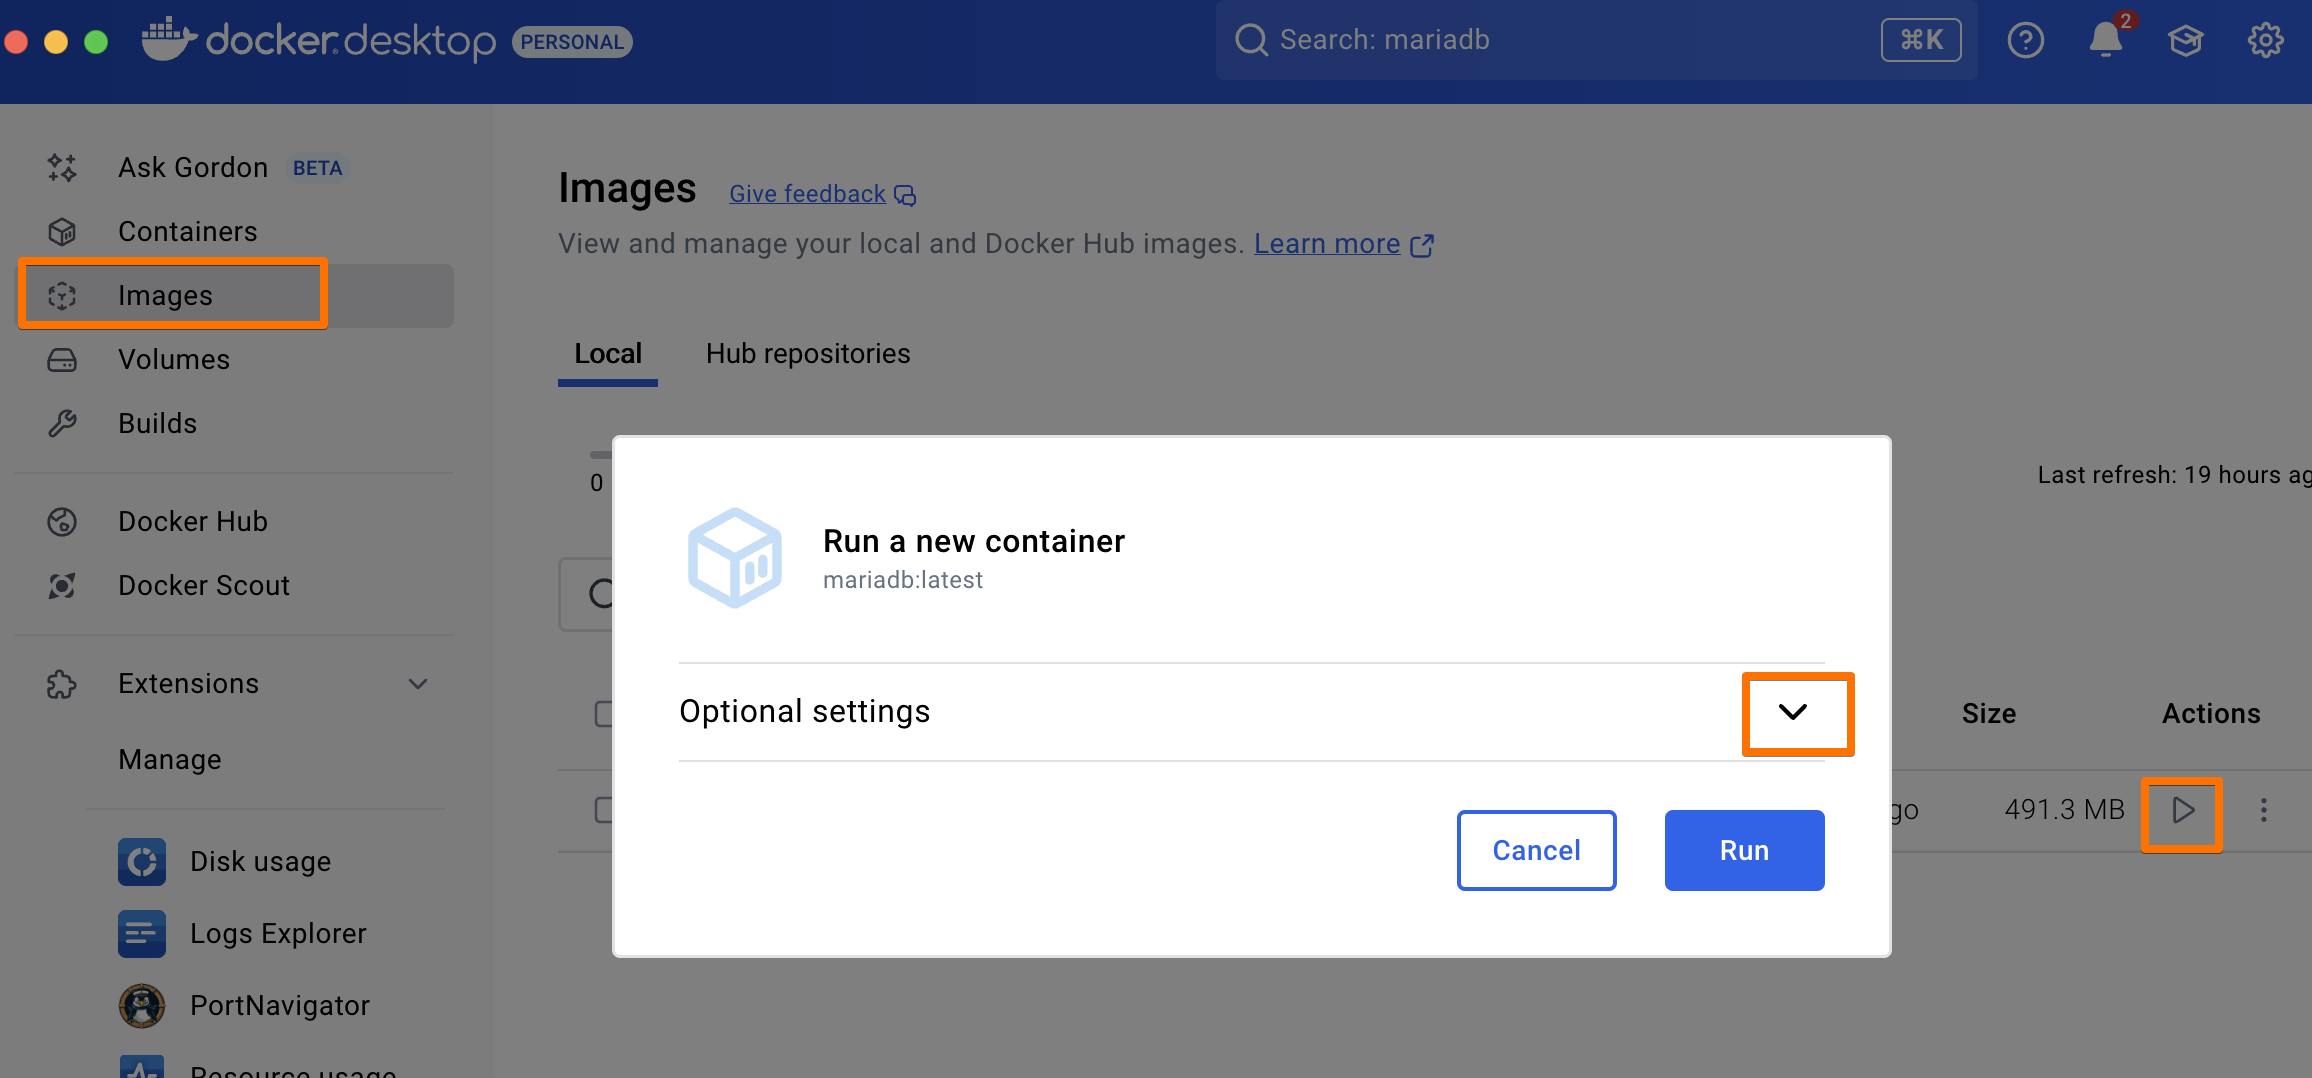 docker.desktop PERSONAL
Search: mariadb
⌘K
2
Ask Gordon BETA
Containers
Images
Volumes
Builds
Docker Hub
Docker Scout
Extensions
Manage
Disk usage
Logs Explorer
PortNavigator
Resource usage
Images Give feedback
View and manage your local and Docker Hub images. Learn more
Local Hub repositories
0
Last refresh: 19 hours ag
Run a new container
mariadb:latest
Optional settings
Cancel Run
Size Actions
go 491.3 MB